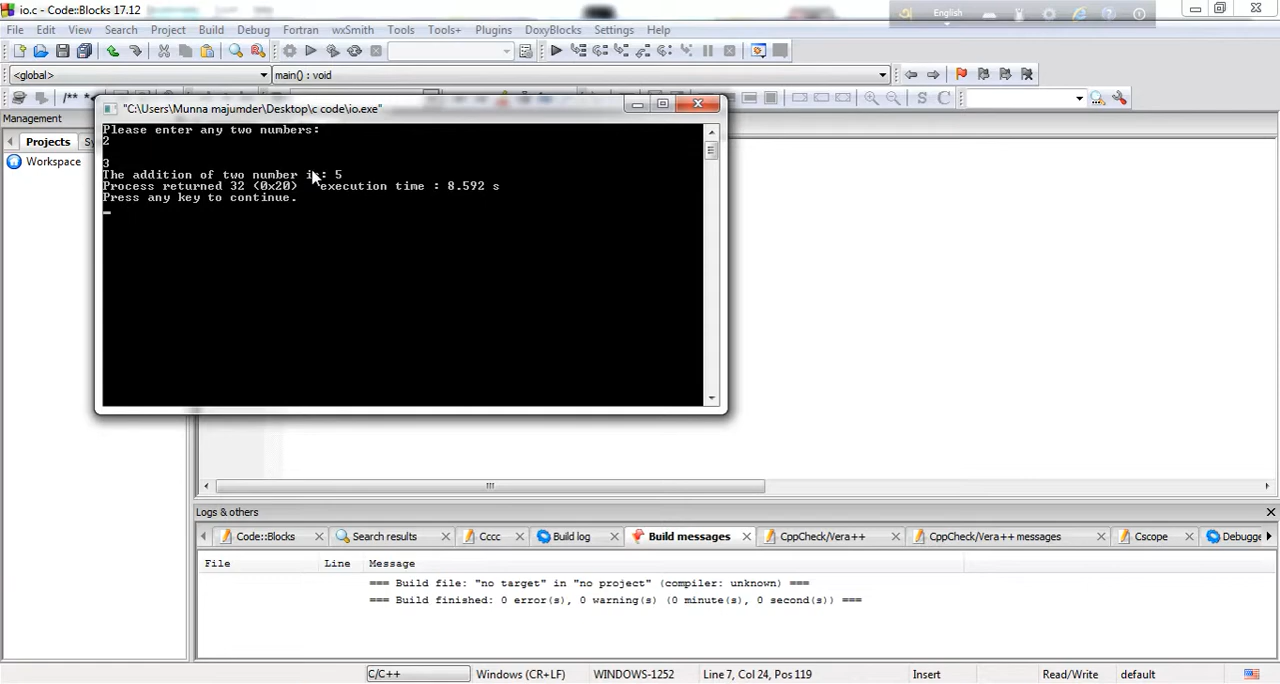 io.c - Code::Blocks 17.12
English
File Edit View Search Project Build Debug Fortran wxSmith Tools Tools+ Plugins DoxyBlocks Settings Help
<global> main() : void
/** S C
Management
"C:\Users\Munna majumder\Desktop\c code\io.exe"
Projects Sy
Workspace
Please enter any two numbers:
2
3
The addition of two number is: 5
Process returned 32 (0x20) execution time : 8.592 s
Press any key to continue.
Logs & others
Code::Blocks Search results Cccc Build log Build messages CppCheck/Vera++ CppCheck/Vera++ messages Cscope Debugge
File Line Message
=== Build file: "no target" in "no project" (compiler: unknown) ===
=== Build finished: 0 error(s), 0 warning(s) (0 minute(s), 0 second(s)) ===
C/C++ Windows (CR+LF) WINDOWS-1252 Line 7, Col 24, Pos 119 Insert Read/Write default